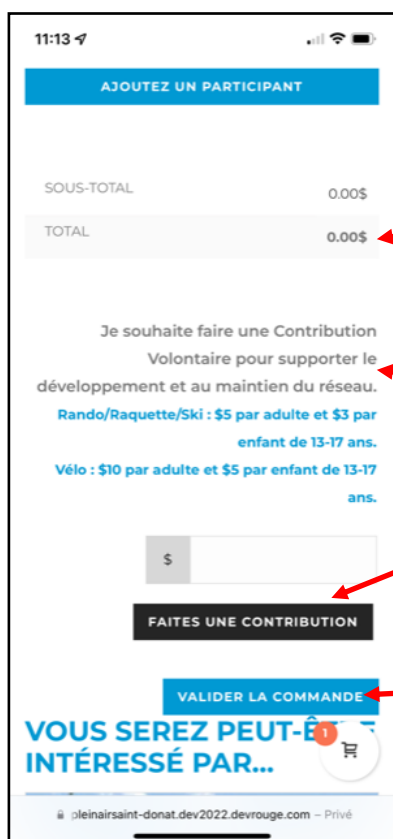 11:13
AJOUTEZ UN PARTICIPANT
SOUS-TOTAL 0.00$
TOTAL 0.00$
Je souhaite faire une Contribution
Volontaire pour supporter le
développement et au maintien du réseau.
Rando/Raquette/Ski : $5 par adulte et $3 par
enfant de 13-17 ans.
Vélo : $10 par adulte et $5 par enfant de 13-17
ans.
$
FAITES UNE CONTRIBUTION
VALIDER LA COMMANDE
VOUS SEREZ PEUT-
1
INTÉRESSÉ PAR...
pleinairsaint-donat.dev2022.devrouge.com – Privé